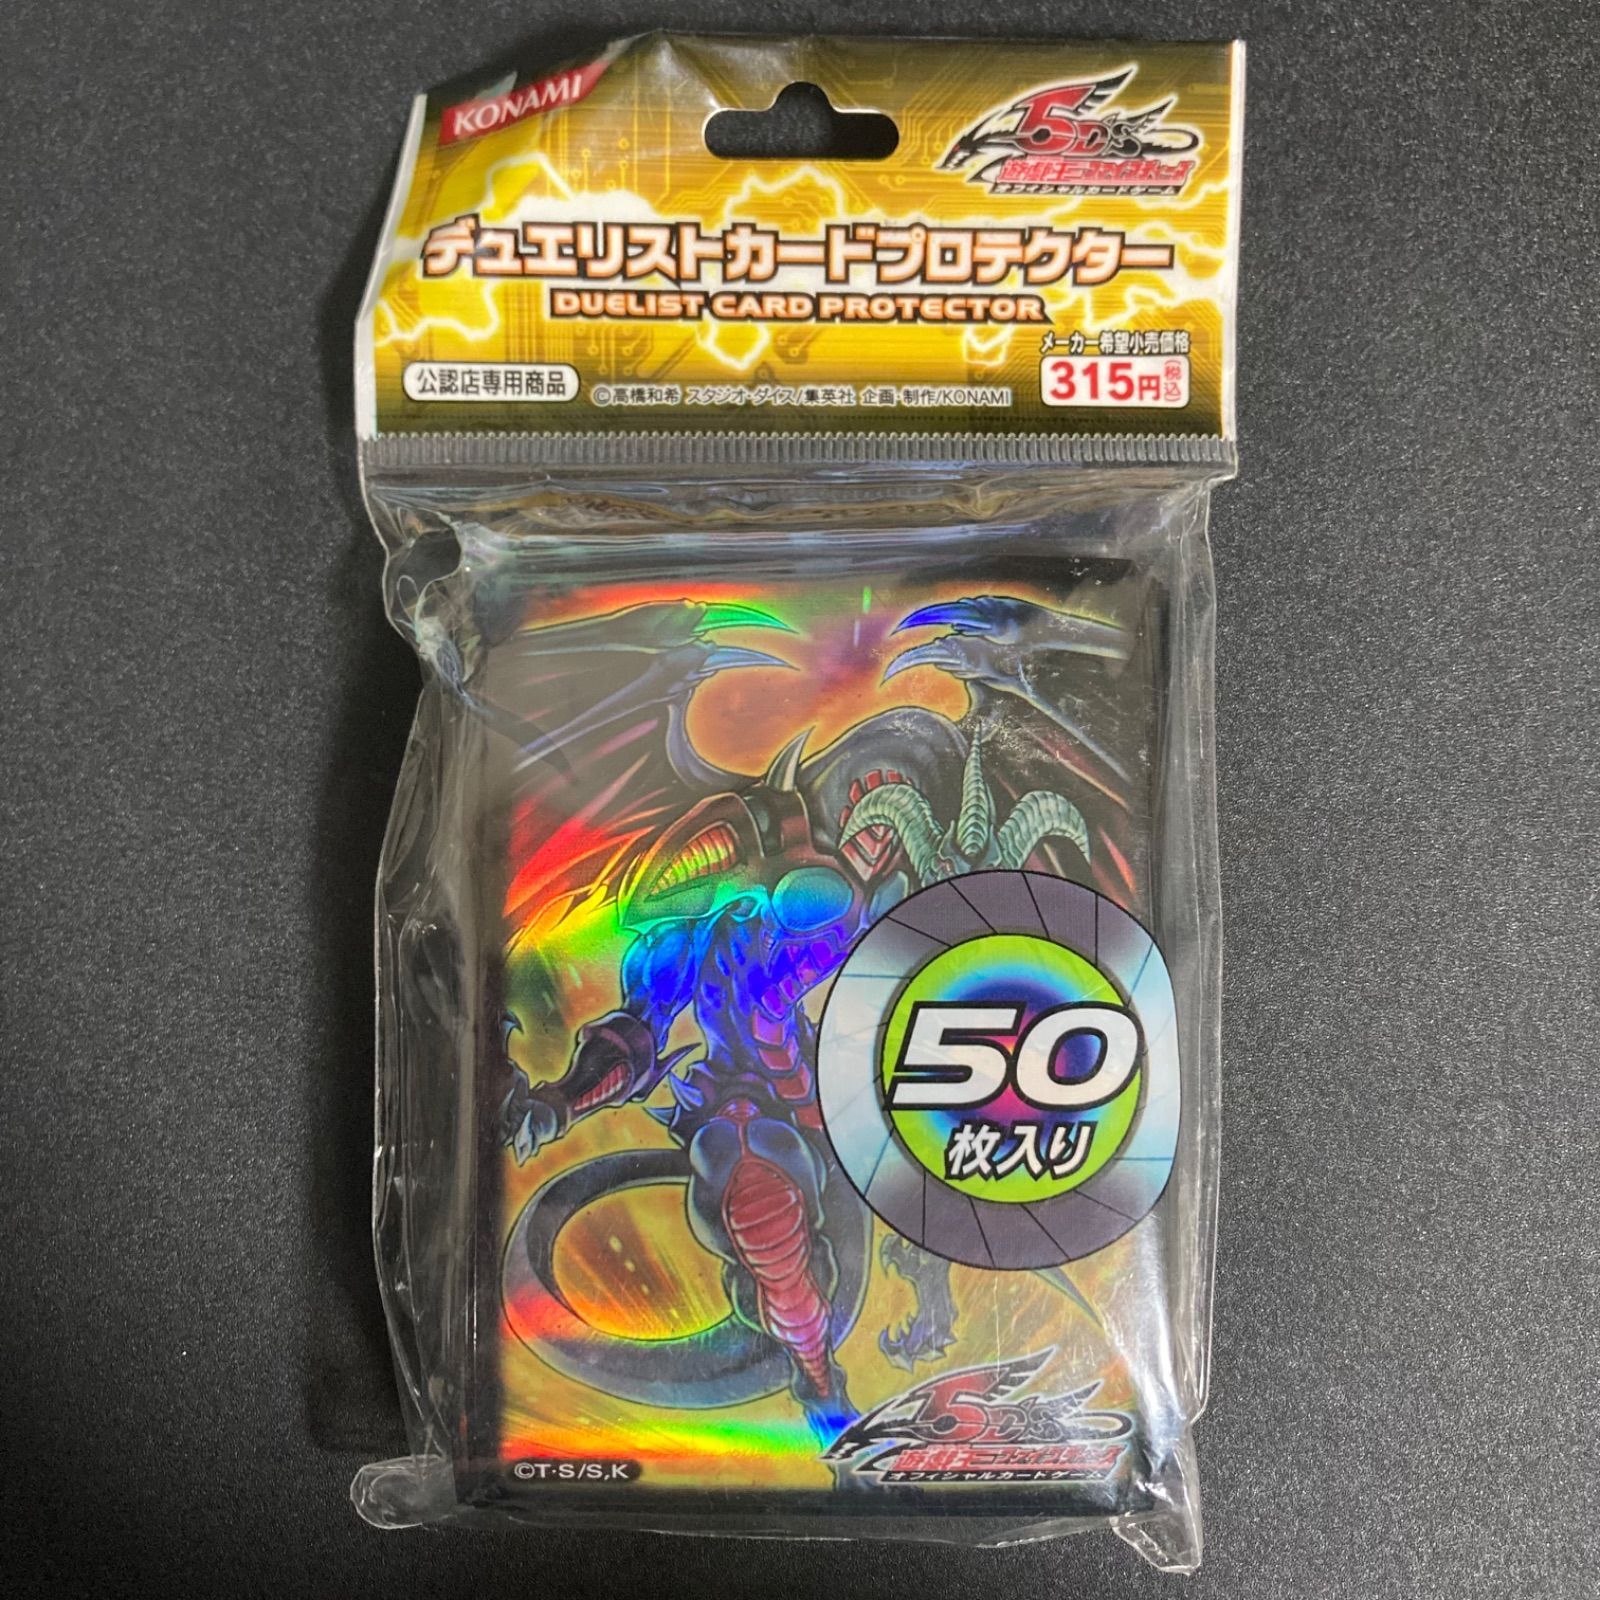 KONAMI
5D's
遊戯王ファイブディーズ
オフィシャルカードゲーム
デュエリストカードプロテクター
DUELIST CARD PROTECTOR
メーカー希望小売価格
315円(税込)
公認店専用商品
©高橋和希 スタジオ・ダイス/集英社 企画・制作/KONAMI
50
枚入り
5D's
遊戯王ファイブディーズ
オフィシャルカードゲーム
©T・S/S,K